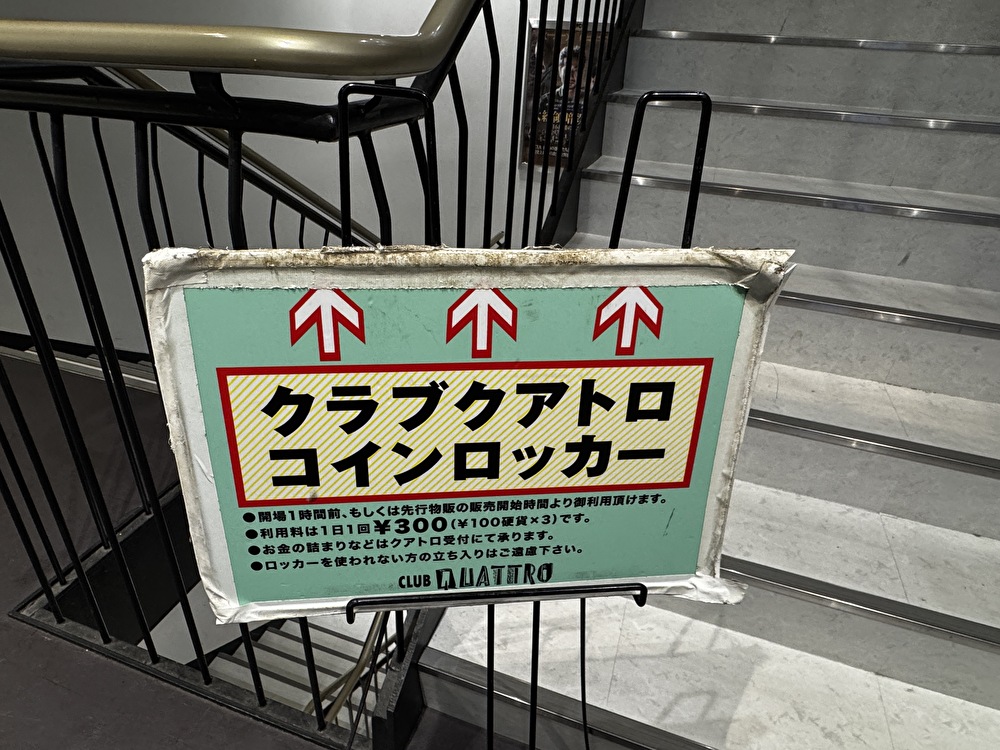 クラブクアトロ
コインロッカー
●開場1時間前、もしくは先行物販の販売開始時間より御利用頂けます。
●利用料は1日1回¥300(¥100硬貨×3)です。
●お金の詰まりなどはクアトロ受付にて承ります。
●ロッカーを使われない方の立ち入りはご遠慮下さい。
CLUB QUATTRO